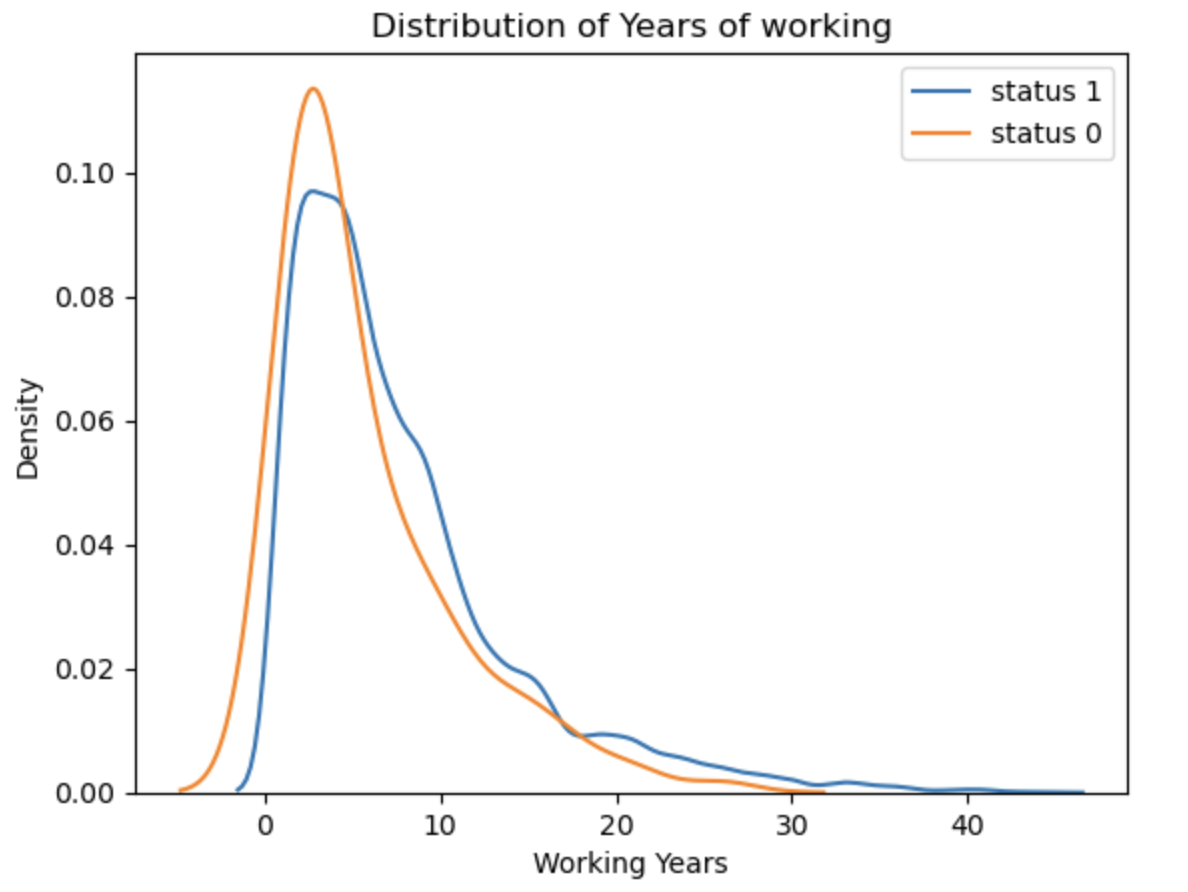 Distribution of Years of working
status 1
status 0
0.10
0.08
0.06
0.04
0.02
0.00
Density
0 10 20 30 40
Working Years